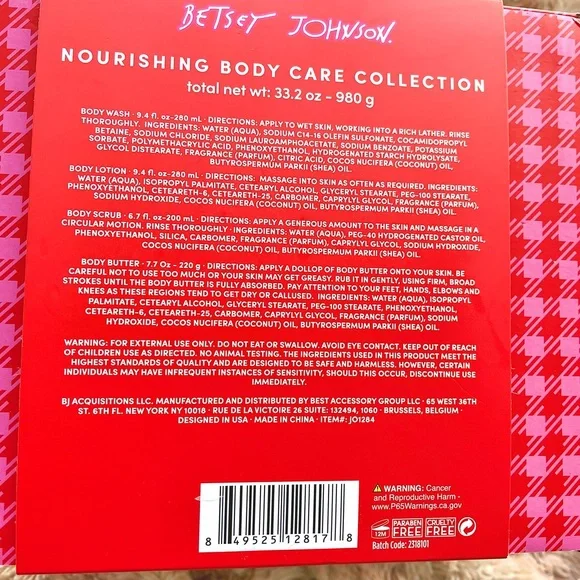 BETSEY JOHNSON.
NOURISHING BODY CARE COLLECTION
total net wt: 33.2 oz - 980 g
BODY WASH · 9.4 fl. oz-280 mL · DIRECTIONS: APPLY TO WET SKIN, WORKING INTO A RICH LATHER. RINSE
THOROUGHLY. INGREDIENTS: WATER (AQUA), SODIUM C14-16 OLEFIN SULFONATE, COCAMIDOPROPYL
BETAINE, SODIUM CHLORIDE, SODIUM LAUROAMPHOACETATE, SODIUM BENZOATE, POTASSIUM
SORBATE, POLYMETHACRYLIC ACID, PHENOXYETHANOL, HYDROGENATED STARCH HYDROLYSATE,
GLYCOL DISTEARATE, FRAGRANCE (PARFUM), CITRIC ACID, COCOS NUCIFERA (COCONUT) OIL,
BUTYROSPERMUM PARKII (SHEA) OIL.
BODY LOTION · 9.4 fl. oz-280 mL · DIRECTIONS: MASSAGE INTO SKIN AS OFTEN AS REQUIRED. INGREDIENTS:
WATER (AQUA), ISOPROPYL PALMITATE, CETEARYL ALCOHOL, GLYCERYL STEARATE, PEG-100 STEARATE,
PHENOXYETHANOL, CETEARETH-6, CETEARETH-25, CARBOMER, CAPRYLYL GLYCOL, FRAGRANCE (PARFUM),
SODIUM HYDROXIDE, COCOS NUCIFERA (COCONUT) OIL, BUTYROSPERMUM PARKII (SHEA) OIL.
BODY SCRUB · 6.7 fl. oz-200 mL · DIRECTIONS: APPLY A GENEROUS AMOUNT TO THE SKIN AND MASSAGE IN A
CIRCULAR MOTION. RINSE THOROUGHLY · INGREDIENTS: WATER (AQUA), PEG-40 HYDROGENATED CASTOR OIL,
PHENOXYETHANOL, SILICA, CARBOMER, FRAGRANCE (PARFUM), CAPRYLYL GLYCOL, SODIUM HYDROXIDE,
COCOS NUCIFERA (COCONUT) OIL, BUTYROSPERMUM PARKII (SHEA) OIL.
BODY BUTTER · 7.7 Oz - 220 g · DIRECTIONS: APPLY A DOLLOP OF BODY BUTTER ONTO YOUR SKIN. BE
CAREFUL NOT TO USE TOO MUCH OR YOUR SKIN MAY GET GREASY. RUB IT IN GENTLY, USING FIRM, BROAD
STROKES UNTIL THE BODY BUTTER IS FULLY ABSORBED. PAY ATTENTION TO YOUR FEET, HANDS, ELBOWS AND
KNEES AS THESE REGIONS TEND TO GET DRY OR CALLUSED. INGREDIENTS: WATER (AQUA), ISOPROPYL
PALMITATE, CETEARYL ALCOHOL, GLYCERYL STEARATE, PEG-100 STEARATE, PHENOXYETHANOL,
CETEARETH-6, CETEARETH-25, CARBOMER, CAPRYLYL GLYCOL, FRAGRANCE (PARFUM), SODIUM
HYDROXIDE, COCOS NUCIFERA (COCONUT) OIL, BUTYROSPERMUM PARKII (SHEA) OIL.
WARNING: FOR EXTERNAL USE ONLY. DO NOT EAT OR SWALLOW. AVOID EYE CONTACT. KEEP OUT OF REACH
OF CHILDREN USE AS DIRECTED. NO ANIMAL TESTING. THE INGREDIENTS USED IN THIS PRODUCT MEET THE
HIGHEST STANDARDS OF QUALITY AND ARE DESIGNED TO BE SAFE AND HARMLESS. HOWEVER, CERTAIN
INDIVIDUALS MAY HAVE INFREQUENT INSTANCES OF SENSITIVITY, SHOULD THIS OCCUR, DISCONTINUE USE
IMMEDIATELY.
BJ ACQUISITIONS LLC. MANUFACTURED AND DISTRIBUTED BY BEST ACCESSORY GROUP LLC · 65 WEST 36TH
ST. 6TH FL. NEW YORK NY 10018 · RUE DE LA VICTOIRE 26 SUITE: 132494, 1060 · BRUSSELS, BELGIUM ·
DESIGNED IN USA · MADE IN CHINA · ITEM#: JO1284
8 49525 12817 8
WARNING: Cancer
and Reproductive Harm -
www.P65Warnings.ca.gov
12M
PARABEN
FREE
CRUELTY
FREE
Batch Code: 2318101